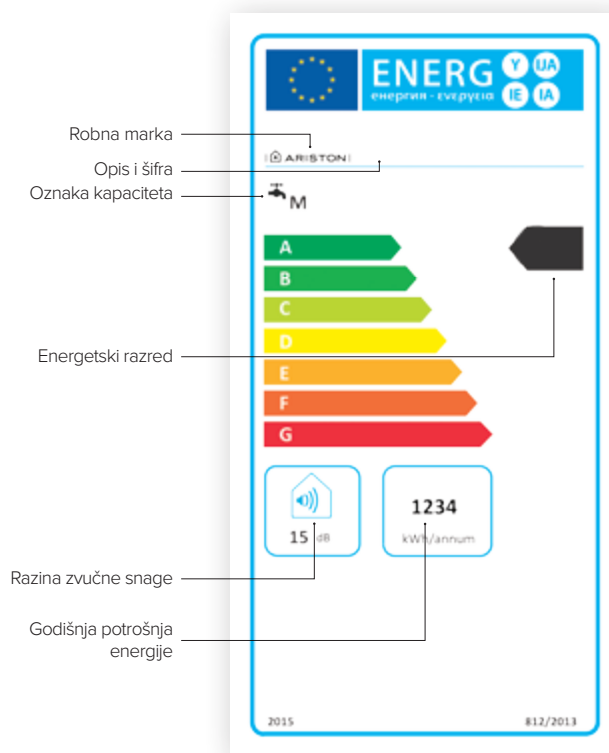 ENERG Y IJA
енергия - ενεργεια IE IA
Robna marka
ARISTON
Opis i šifra
Oznaka kapaciteta
M
A
B
C
D
Energetski razred
E
F
G
1234
15 dB
kWh/annum
Razina zvučne snage
Godišnja potrošnja
energije
2015
812/2013